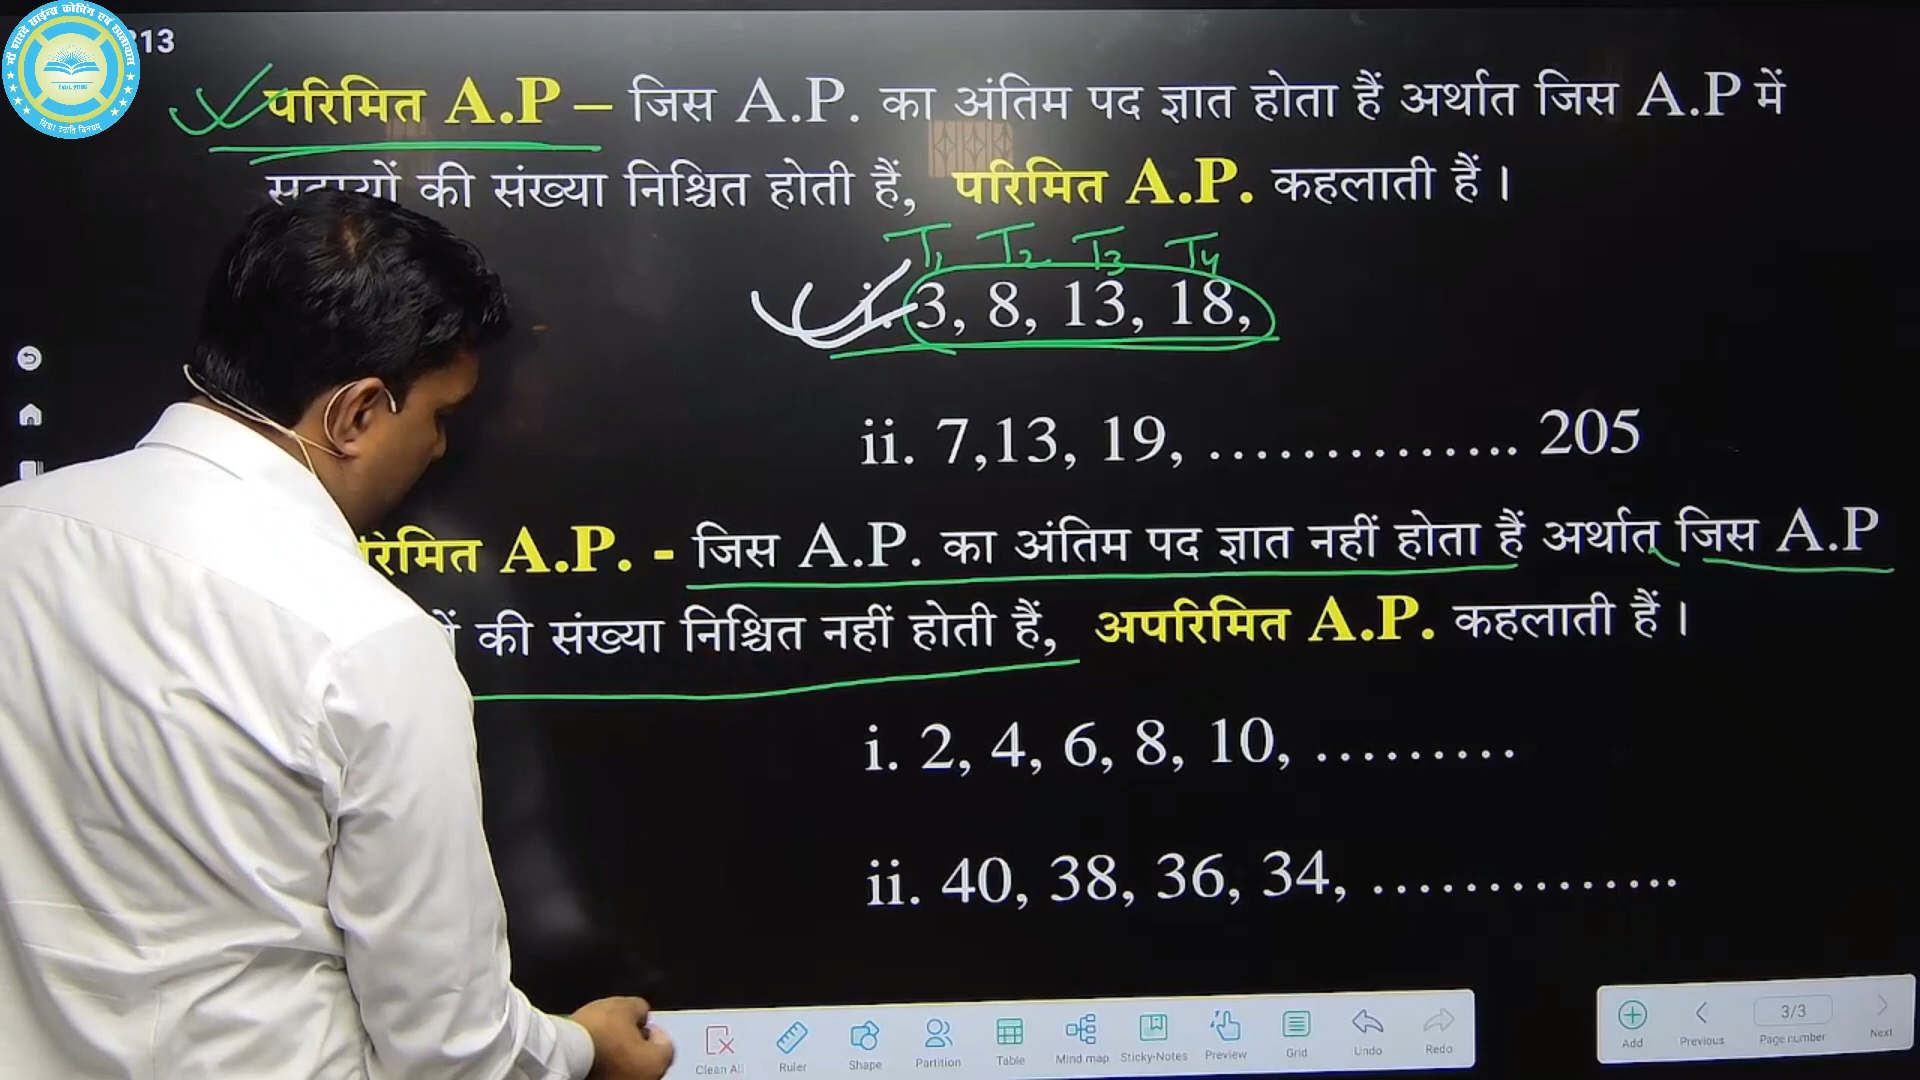 13
परिमित A.P – जिस A.P. का अंतिम पद ज्ञात होता हैं अर्थात जिस A.P में
की संख्या निश्चित होती हैं, परिमित A.P. कहलाती हैं।
T1 T2 T3 T4
i. 3, 8, 13, 18,
ii. 7,13, 19, …………… 205
रिमित A.P. - जिस A.P. का अंतिम पद ज्ञात नहीं होता हैं अर्थात जिस A.P
की संख्या निश्चित नहीं होती हैं, अपरिमित A.P. कहलाती हैं।
i. 2, 4, 6, 8, 10, ………
ii. 40, 38, 36, 34, ……………
Clean All Ruler Shape Partition Table Mind map Sticky-Notes Preview Grid Undo Redo
Add Previous 3/3 Page number Next